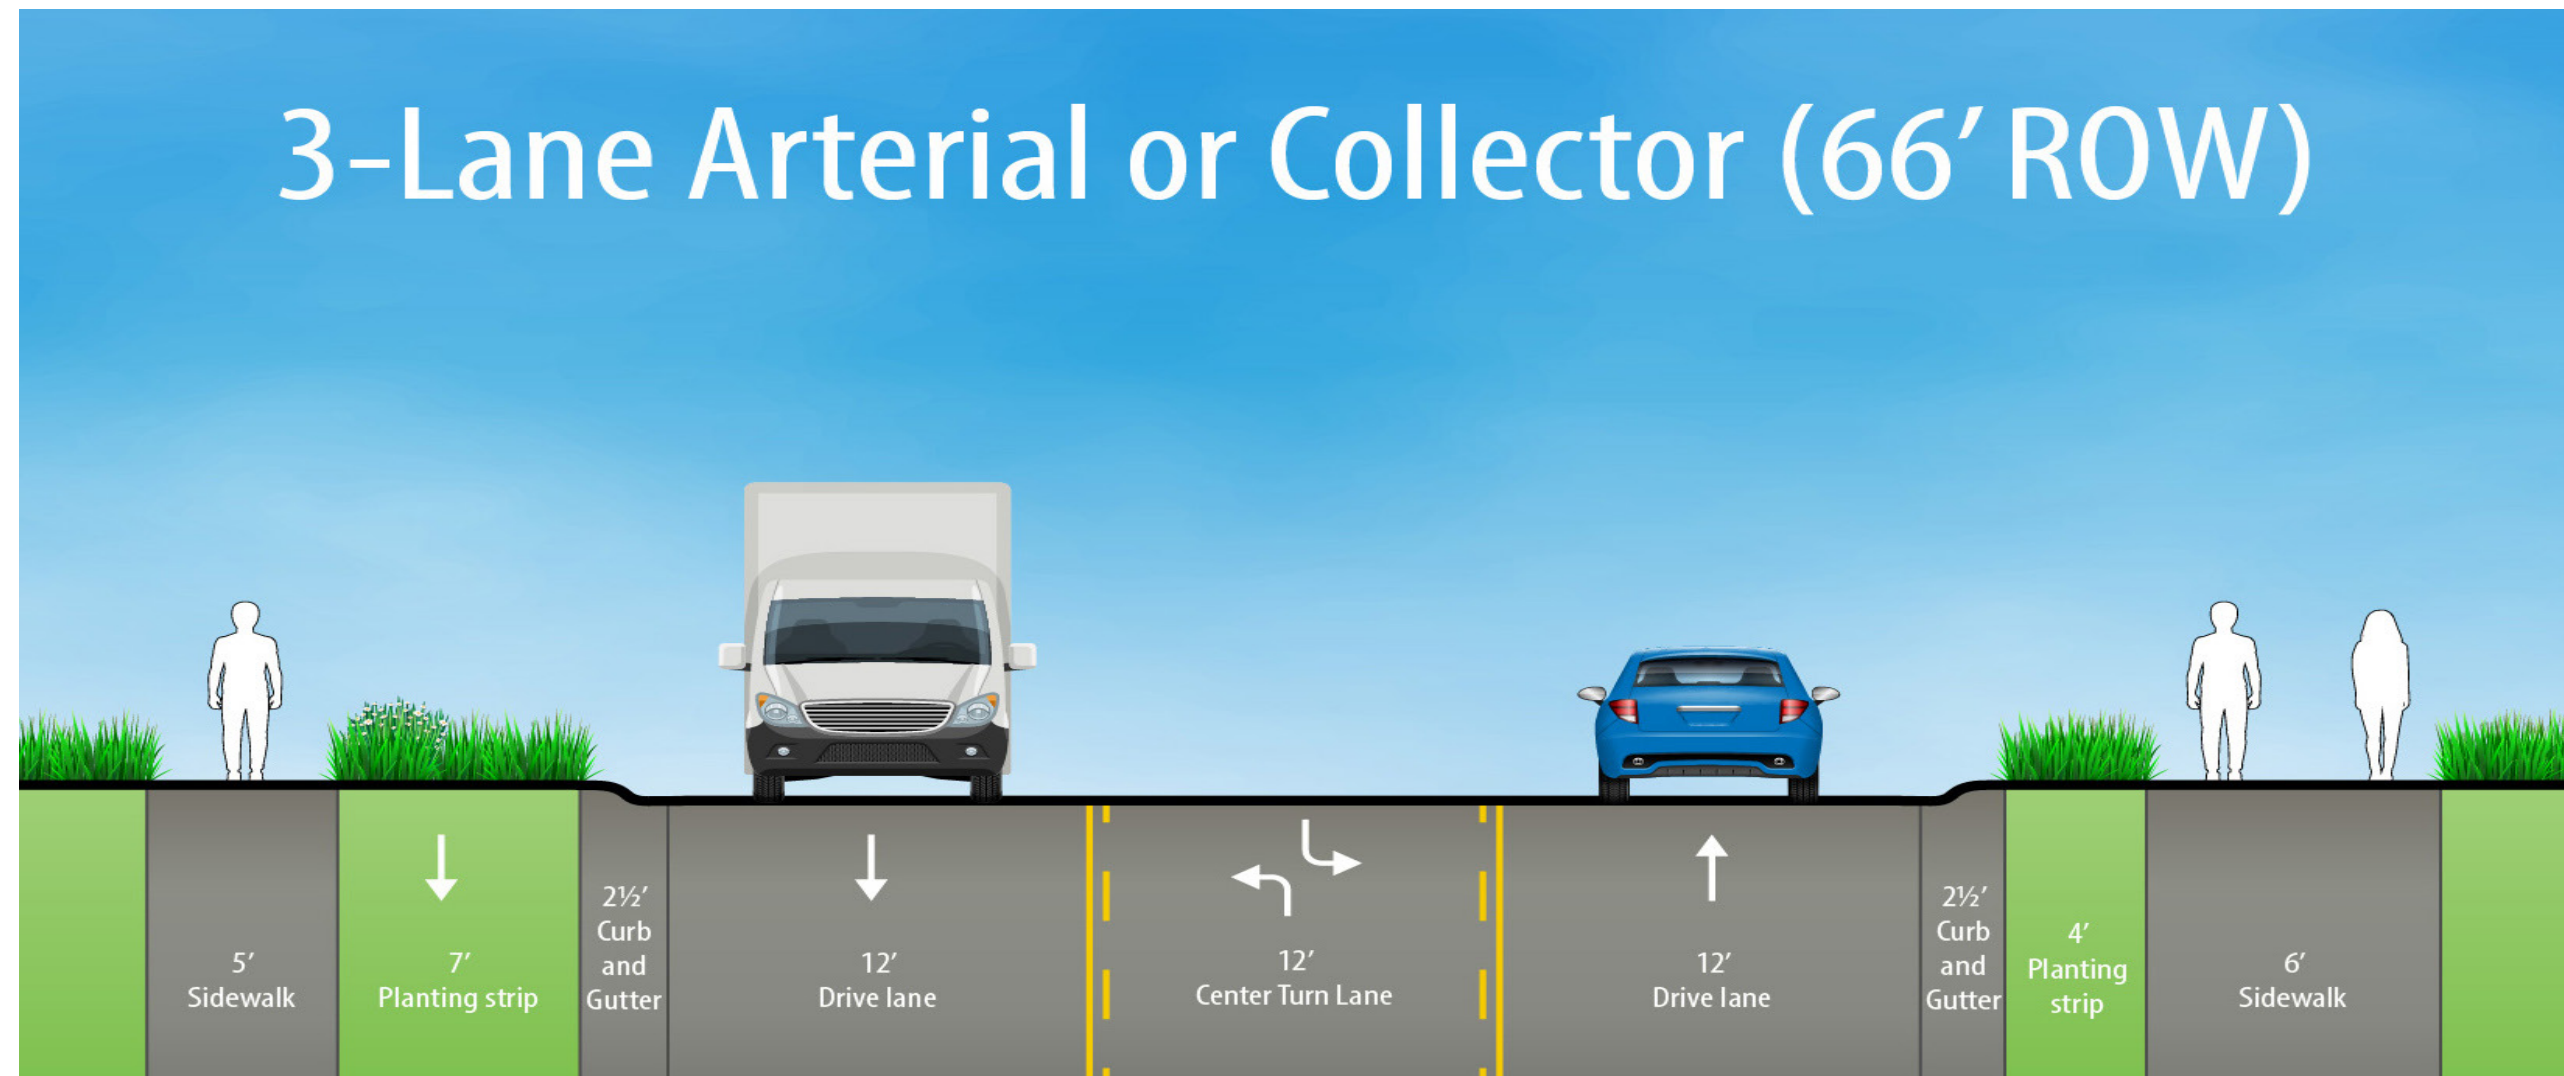 3-Lane Arterial or Collector (66′ ROW)
5′
Sidewalk
7′
Planting strip
2½′
Curb
and
Gutter
12′
Drive lane
12′
Center Turn Lane
12′
Drive lane
2½′
Curb
and
Gutter
4′
Planting
strip
6′
Sidewalk